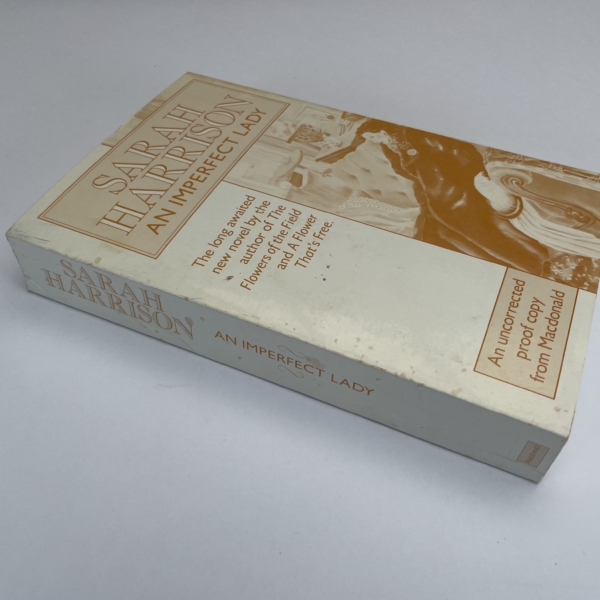 SARAH
HARRISON
AN IMPERFECT LADY
The long awaited
new novel by the
author of The
Flowers of the Field
and A Flower
That's Free.
An uncorrected
proof copy
from Macdonald
SARAH
HARRISON
AN IMPERFECT LADY